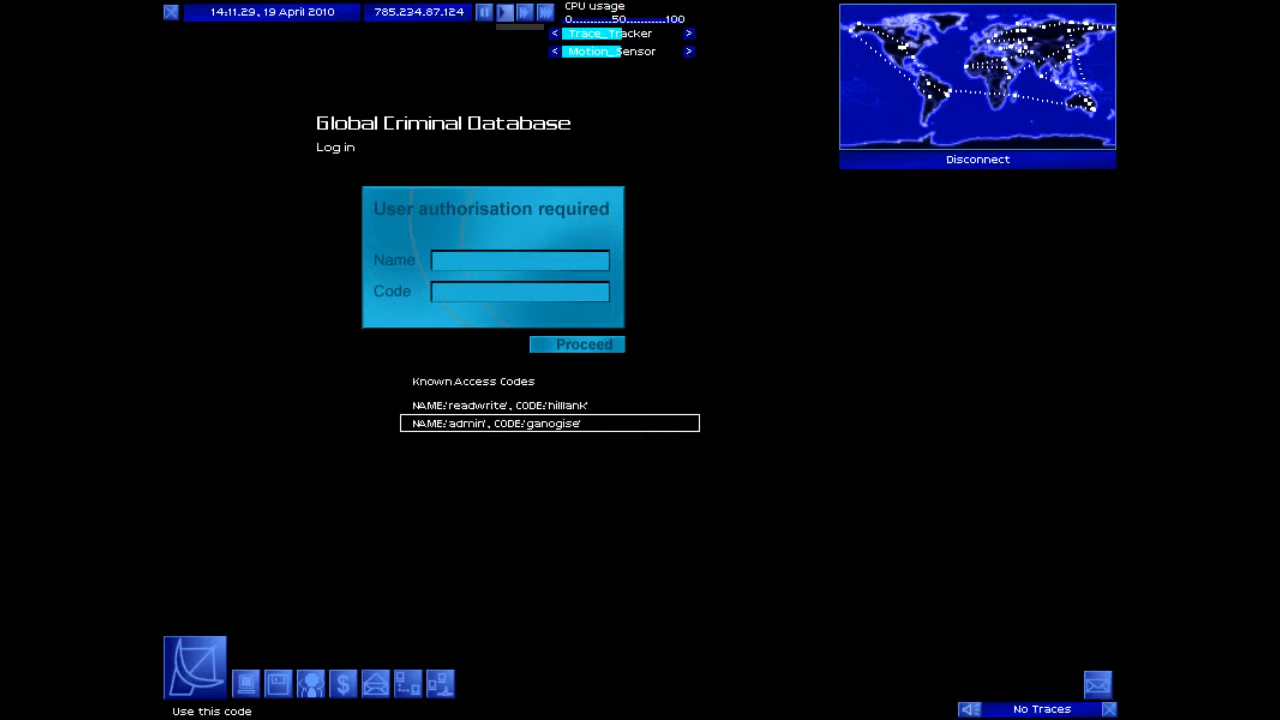 14:11.29, 19 April 2010
785.234.87.124
CPU usage
0...........50...........100
< Trace_Tracker >
< Motion_Sensor >
Global Criminal Database
Log in
User authorisation required
Name
Code
Proceed
Known Access Codes
NAME:'readwrite', CODE:'hilllank'
NAME:'admin', CODE:'ganogise'
Disconnect
$
Use this code
No Traces